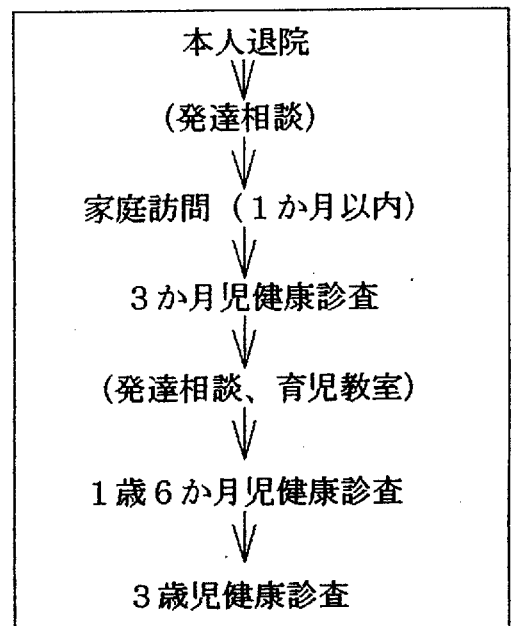 本人退院
(発達相談)
家庭訪問（１か月以内）
３か月児健康診査
(発達相談、育児教室)
１歳６か月児健康診査
３歳児健康診査